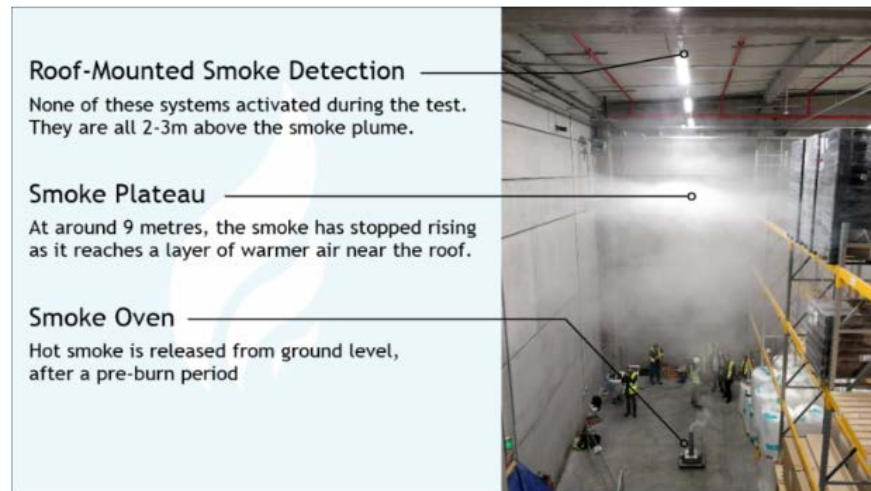 Roof-Mounted Smoke Detection
None of these systems activated during the test.
They are all 2-3m above the smoke plume.
Smoke Plateau
At around 9 metres, the smoke has stopped rising
as it reaches a layer of warmer air near the roof.
Smoke Oven
Hot smoke is released from ground level,
after a pre-burn period